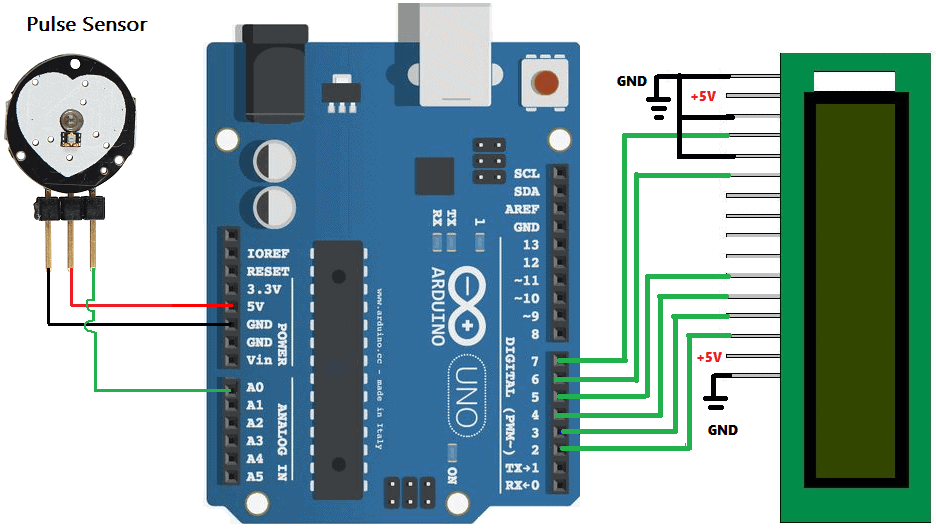 Pulse Sensor
GND
+5V
SCL
SDA
AREF
GND
13
12
~11
~10
~9
8
7
6
5
4
3
2
TX→1
RX←0
IOREF
RESET
3.3V
5V
GND
GND
Vin
POWER
A0
A1
A2
A3
A4
A5
ANALOG IN
TX
RX
1
ARDUINO
UNO
www.arduino.cc - made in Italy
DIGITAL (PWM~)
ON
+5V
GND